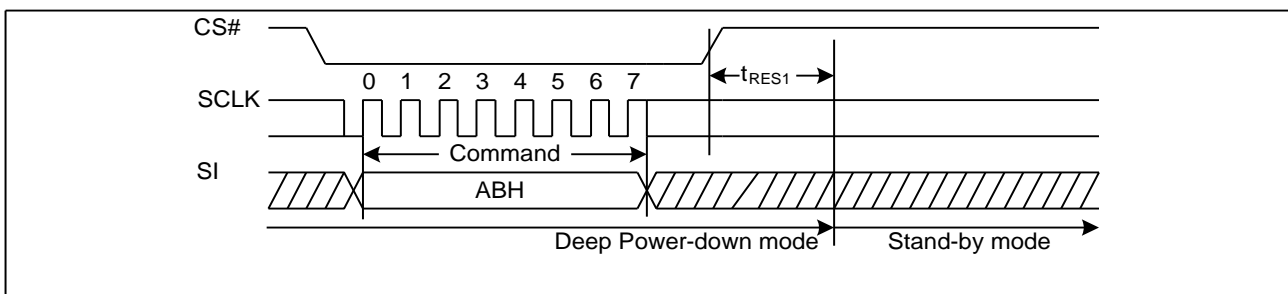 CS#
tRES1
0 1 2 3 4 5 6 7
SCLK
Command
SI
ABH
Deep Power-down mode
Stand-by mode